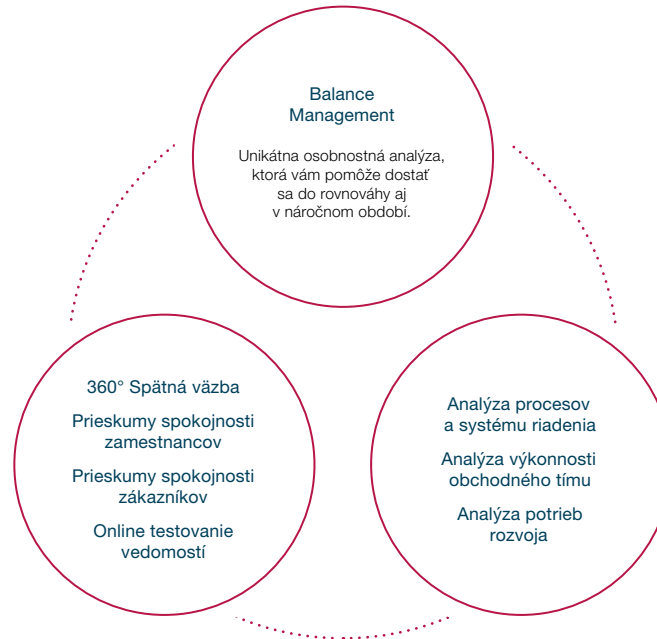 Balance
Management
Unikátna osobnostná analýza,
ktorá vám pomôže dostať
sa do rovnováhy aj
v náročnom období.
360° Spätná väzba
Prieskumy spokojnosti
zamestnancov
Prieskumy spokojnosti
zákazníkov
Online testovanie
vedomostí
Analýza procesov
a systému riadenia
Analýza výkonnosti
obchodného tímu
Analýza potrieb
rozvoja